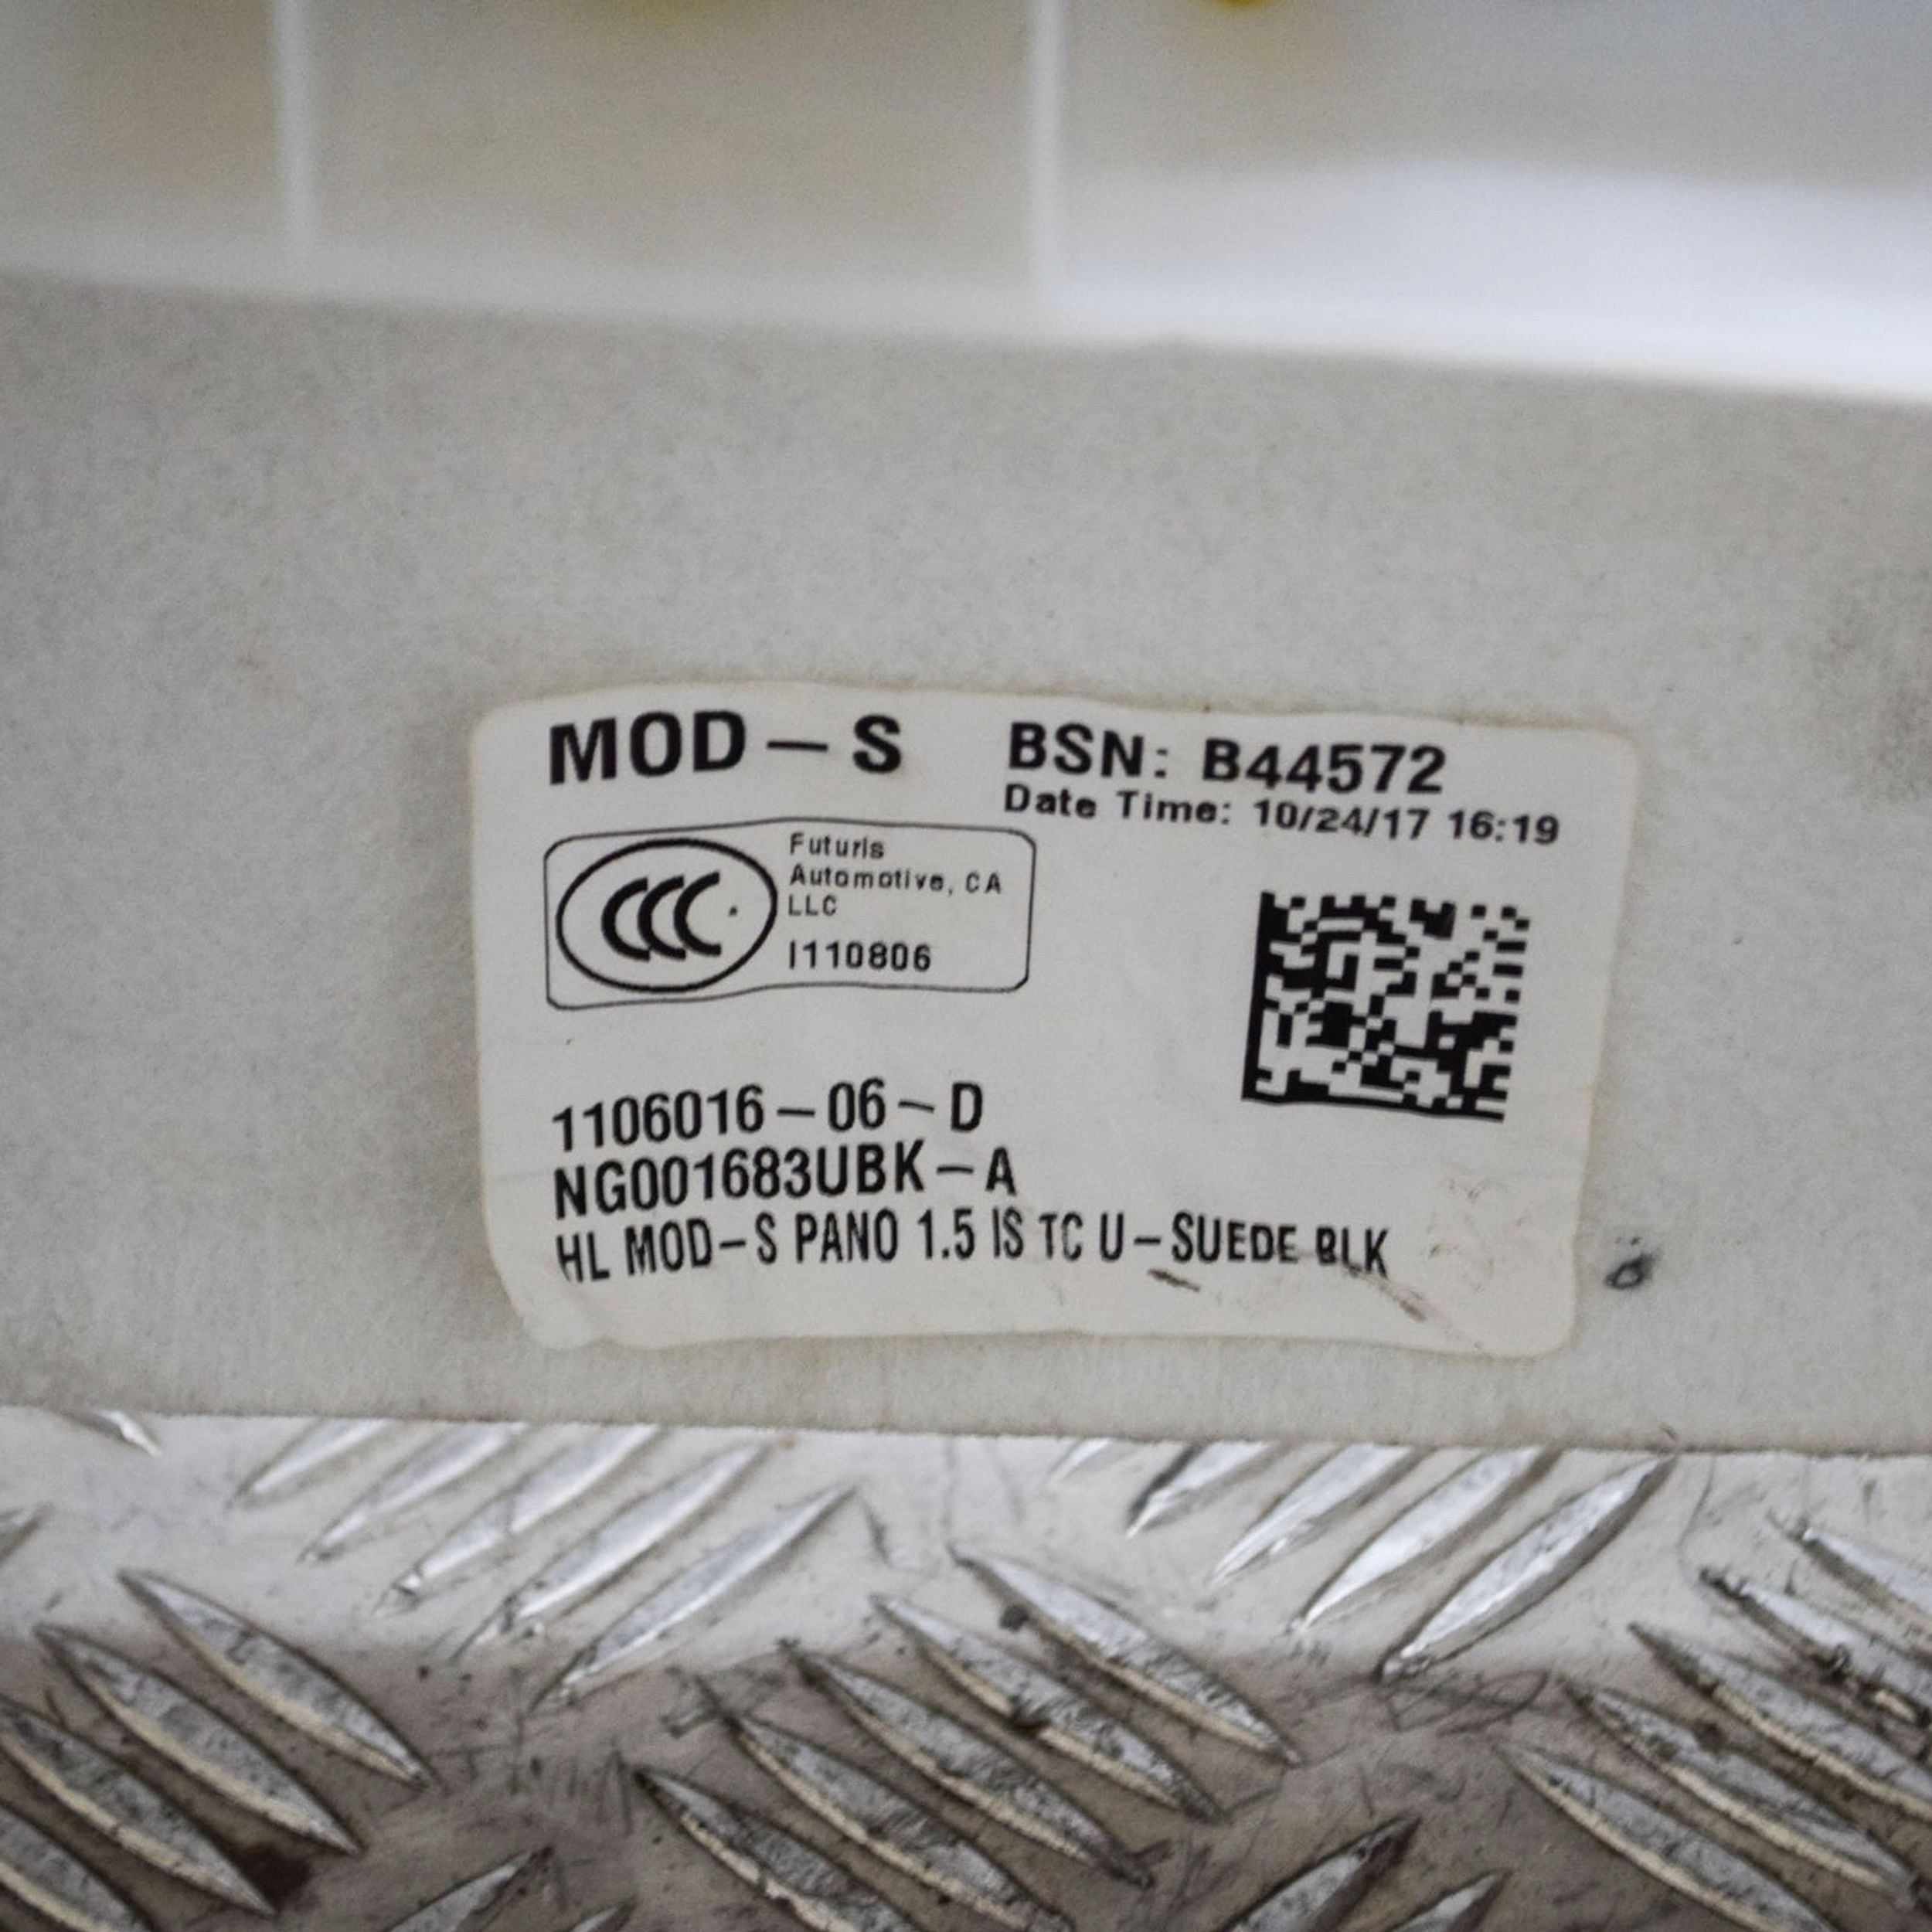 MOD-S BSN: B44572
Date Time: 10/24/17 16:19
CCC
Futuris
Automotive, CA
LLC
I110806
1106016-06-D
NG001683UBK-A
HL MOD-S PANO 1.5 IS TC U-SUEDE BLK